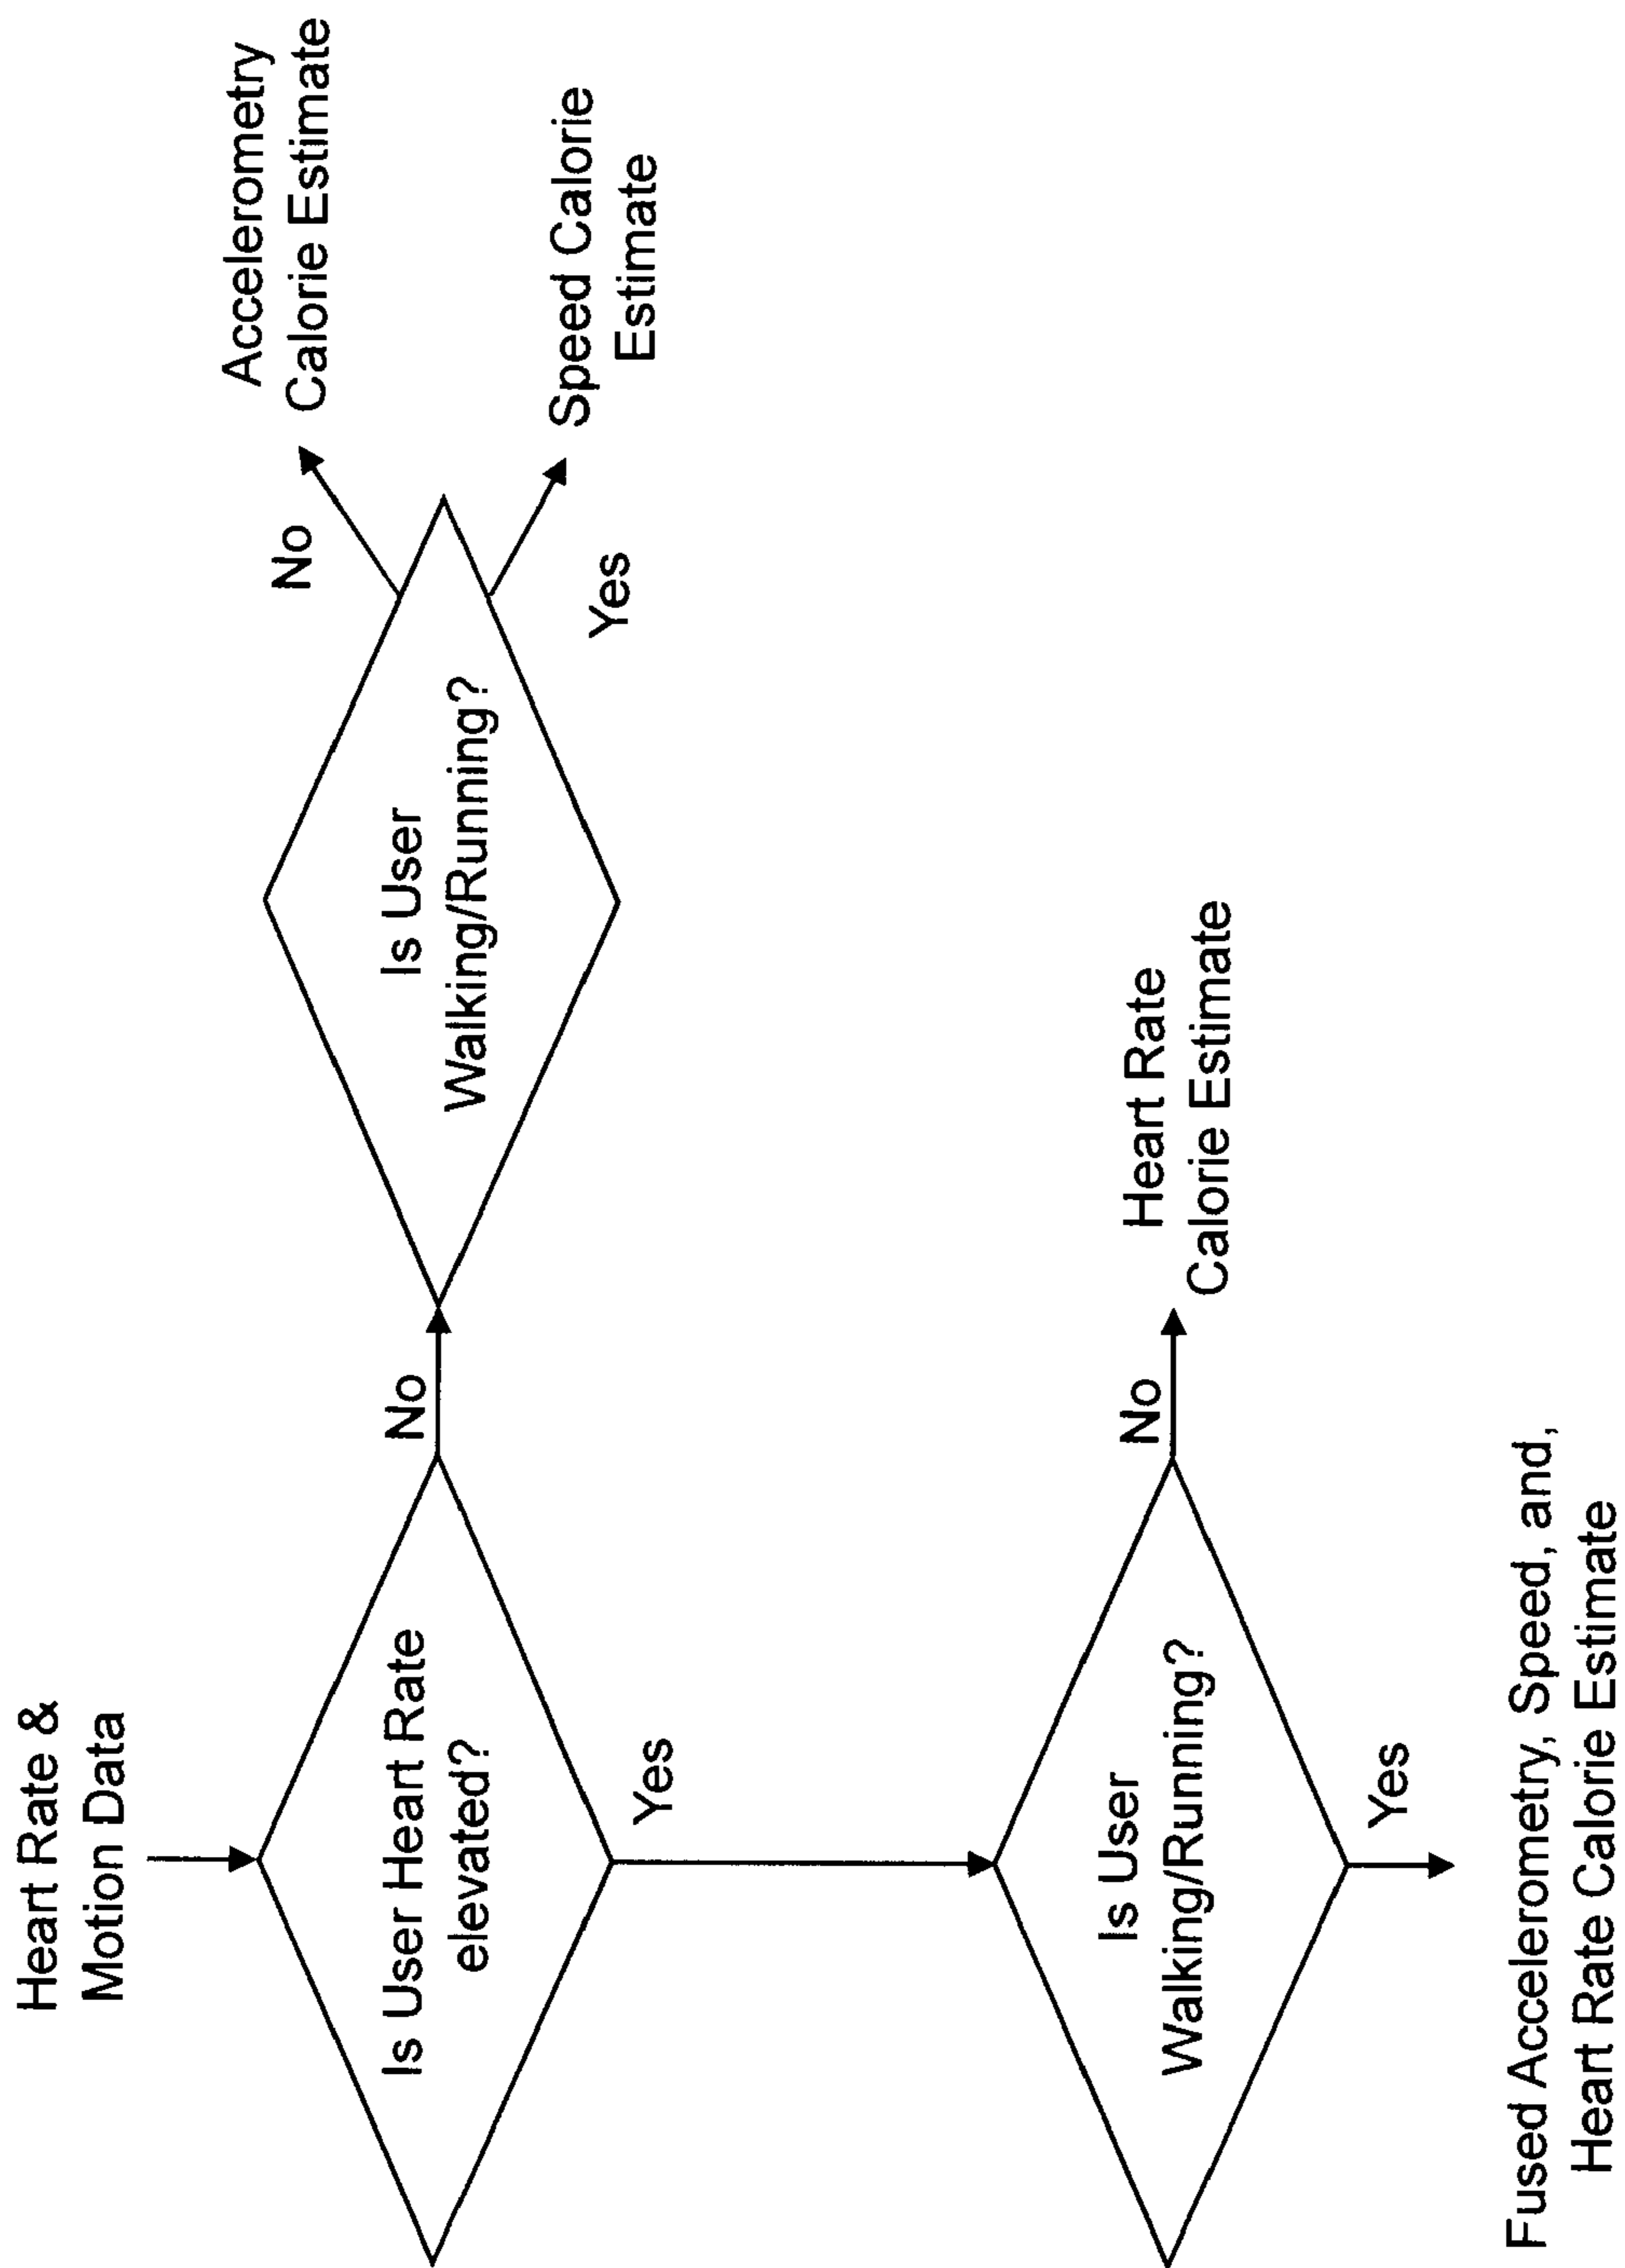 Heart Rate &
Motion Data
Is User Heart Rate
elevated?
No
Is User
Walking/Running?
No
Accelerometry
Calorie Estimate
Yes
Speed Calorie
Estimate
Yes
Is User
Walking/Running?
No
Heart Rate
Calorie Estimate
Yes
Fused Accelerometry, Speed, and,
Heart Rate Calorie Estimate